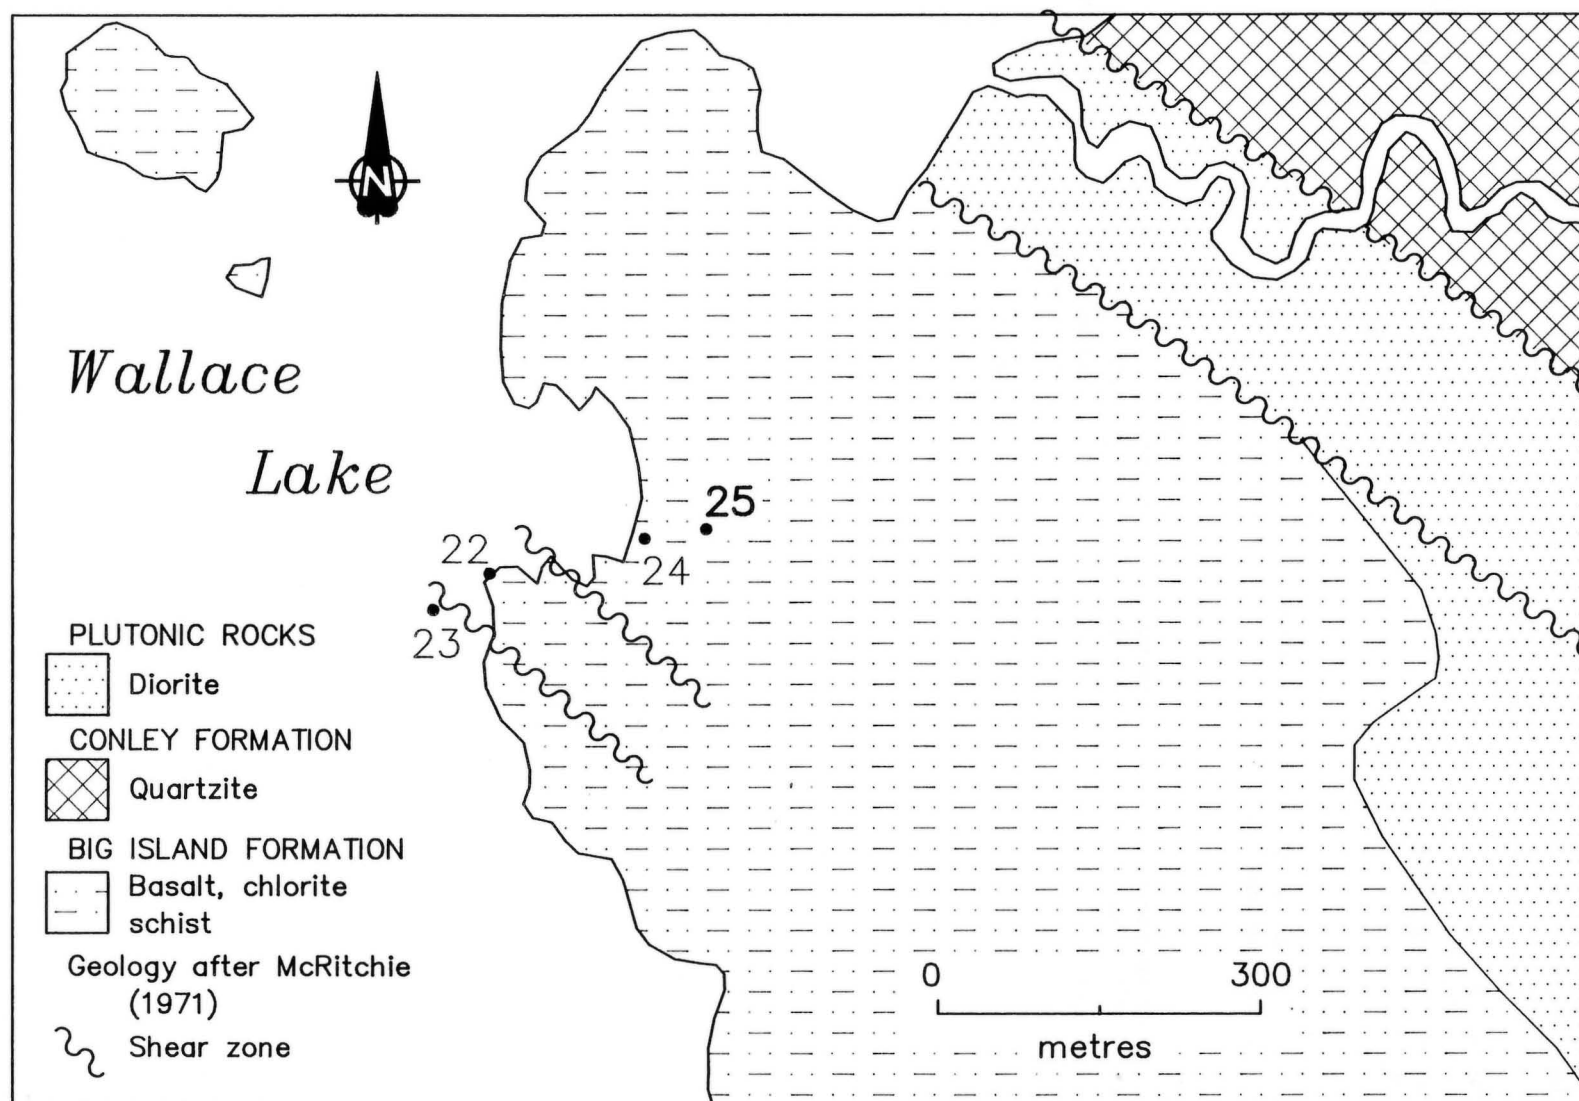 N
Wallace
Lake
25
22
24
23
PLUTONIC ROCKS
Diorite
CONLEY FORMATION
Quartzite
BIG ISLAND FORMATION
Basalt, chlorite
schist
Geology after McRitchie
(1971)
Shear zone
0 300
metres